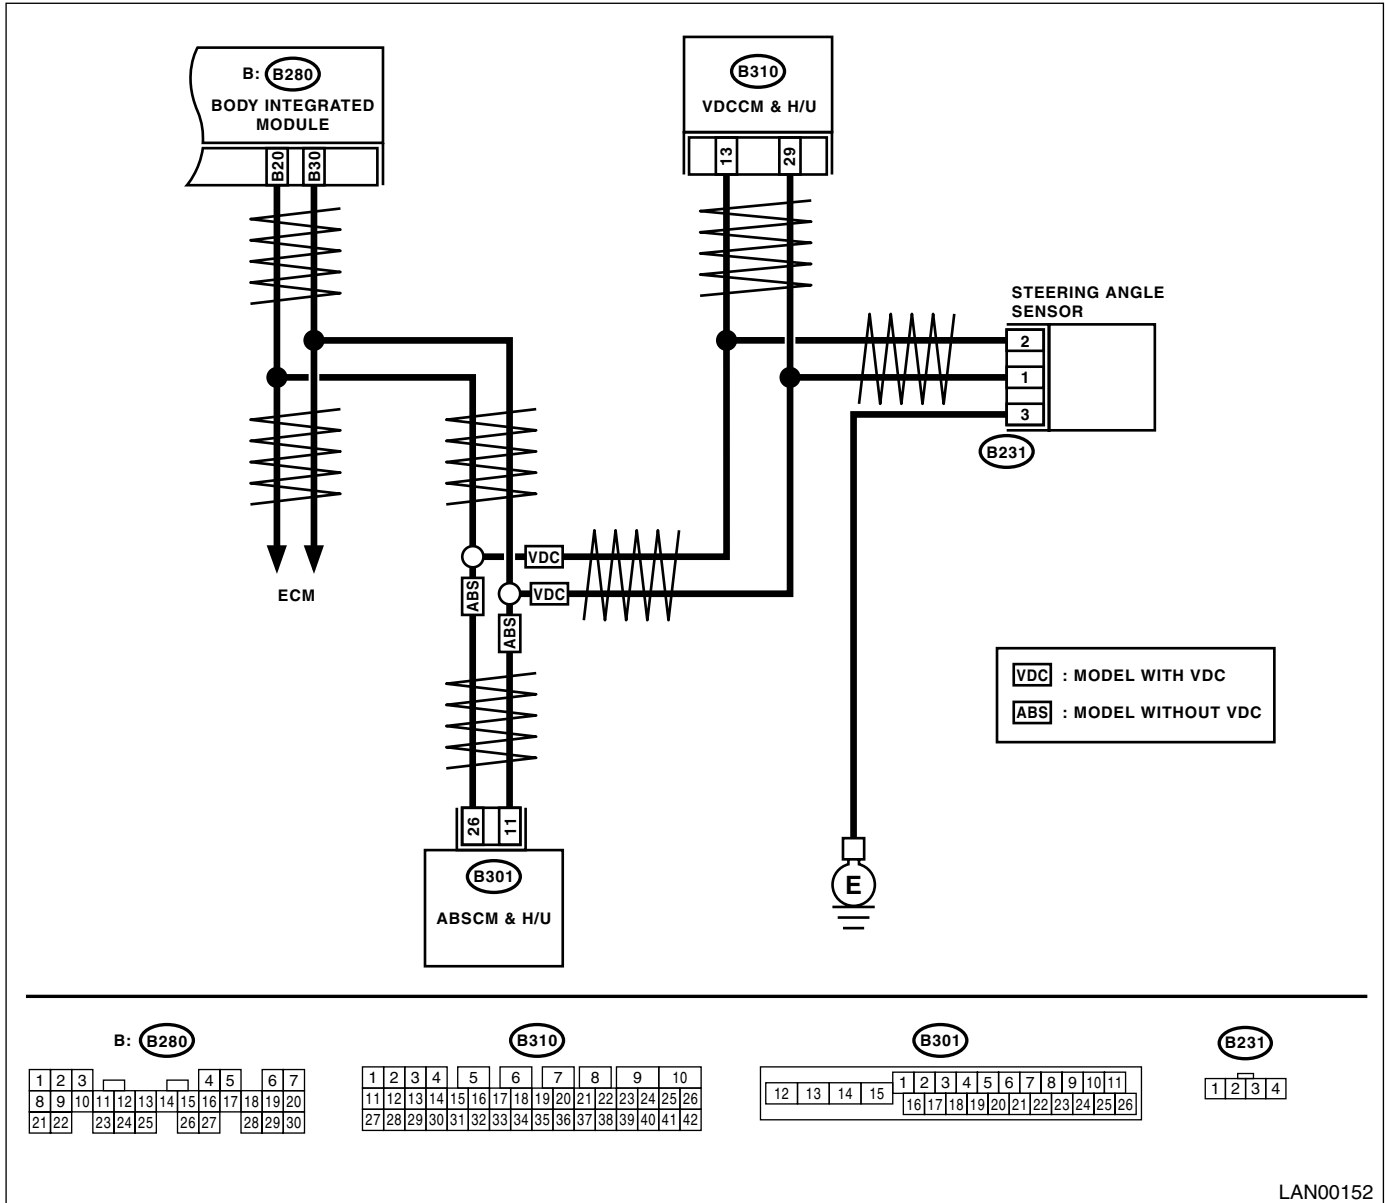 B: B280
BODY INTEGRATED
MODULE
B20 B30
B310
VDCCM & H/U
13 29
STEERING ANGLE
SENSOR
2
1
3
B231
ECM
VDC
VDC
ABS
ABS
VDC : MODEL WITH VDC
ABS : MODEL WITHOUT VDC
26 11
B301
ABSCM & H/U
E
B: B280
1 2 3 4 5 6 7
8 9 10 11 12 13 14 15 16 17 18 19 20
21 22 23 24 25 26 27 28 29 30
B310
1 2 3 4 5 6 7 8 9 10
11 12 13 14 15 16 17 18 19 20 21 22 23 24 25 26
27 28 29 30 31 32 33 34 35 36 37 38 39 40 41 42
B301
12 13 14 15 1 2 3 4 5 6 7 8 9 10 11
16 17 18 19 20 21 22 23 24 25 26
B231
1 2 3 4
LAN00152